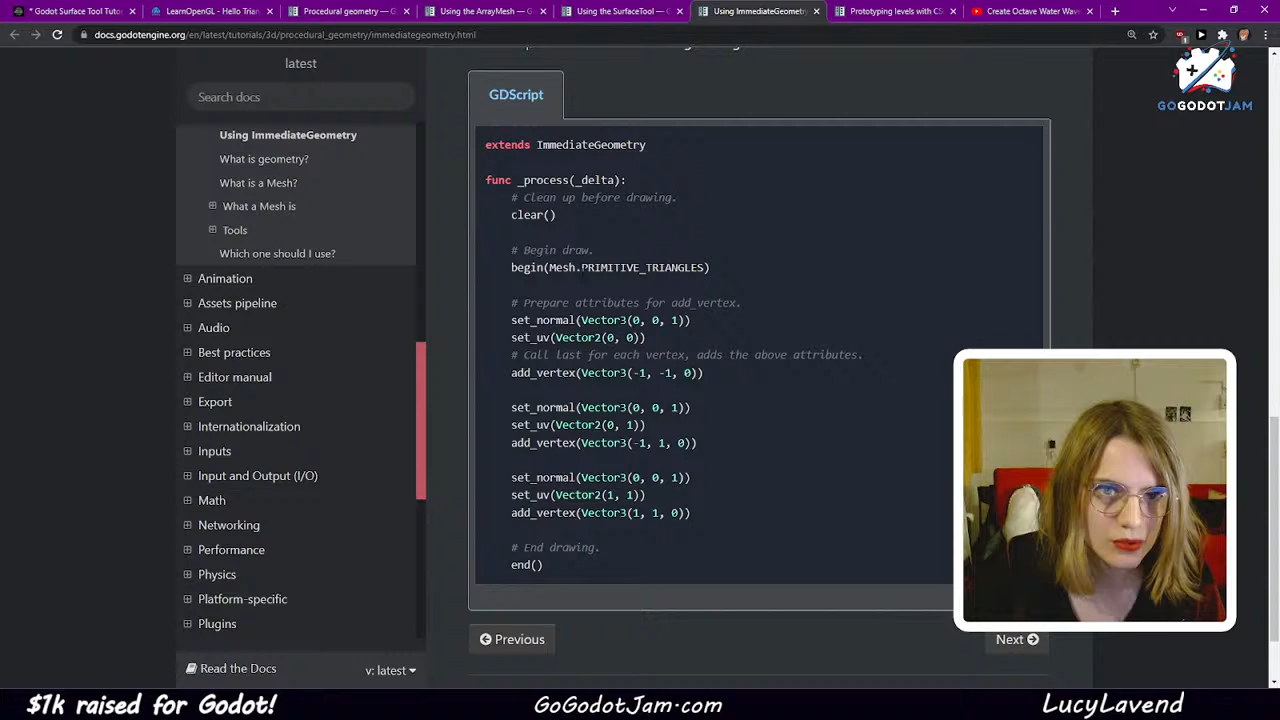 * Godot Surface Tool Tut
LearnOpenGL - Hello Trian
Procedural geometry — G
Using the ArrayMesh — G
Using the SurfaceTool — G
Using ImmediateGeometry
Prototyping levels with CS
Create Octave Water Wave
docs.godotengine.org/en/latest/tutorials/3d/procedural_geometry/immediategeometry.html
latest
Search docs
Using ImmediateGeometry
What is geometry?
What is a Mesh?
What a Mesh is
Tools
Which one should I use?
Animation
Assets pipeline
Audio
Best practices
Editor manual
Export
Internationalization
Inputs
Input and Output (I/O)
Math
Networking
Performance
Physics
Platform-specific
Plugins
Read the Docs
v: latest
GDScript
extends ImmediateGeometry
func _process(_delta):
# Clean up before drawing.
clear()
# Begin draw.
begin(Mesh.PRIMITIVE_TRIANGLES)
# Prepare attributes for add_vertex.
set_normal(Vector3(0, 0, 1))
set_uv(Vector2(0, 0))
# Call last for each vertex, adds the above attributes.
add_vertex(Vector3(-1, -1, 0))
set_normal(Vector3(0, 0, 1))
set_uv(Vector2(0, 1))
add_vertex(Vector3(-1, 1, 0))
set_normal(Vector3(0, 0, 1))
set_uv(Vector2(1, 1))
add_vertex(Vector3(1, 1, 0))
# End drawing.
end()
Previous
Next
GOGODOTJAM
$1k raised for Godot!
GoGodotJam.com
LucyLavend